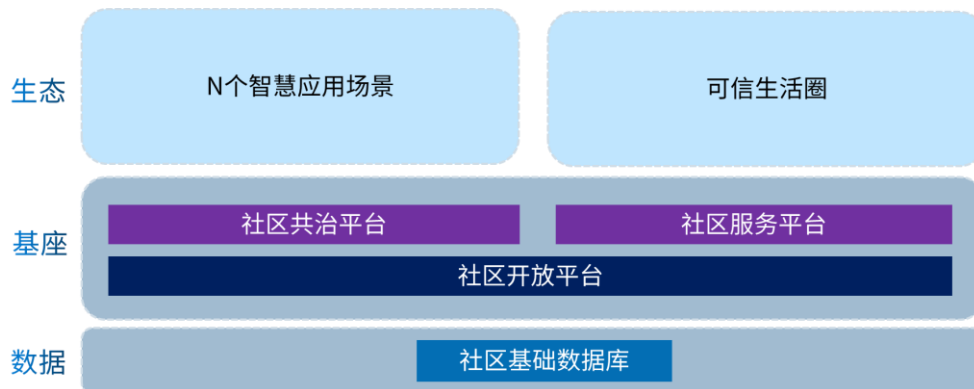 生态
N个智慧应用场景
可信生活圈
基座
社区共治平台
社区服务平台
社区开放平台
数据
社区基础数据库